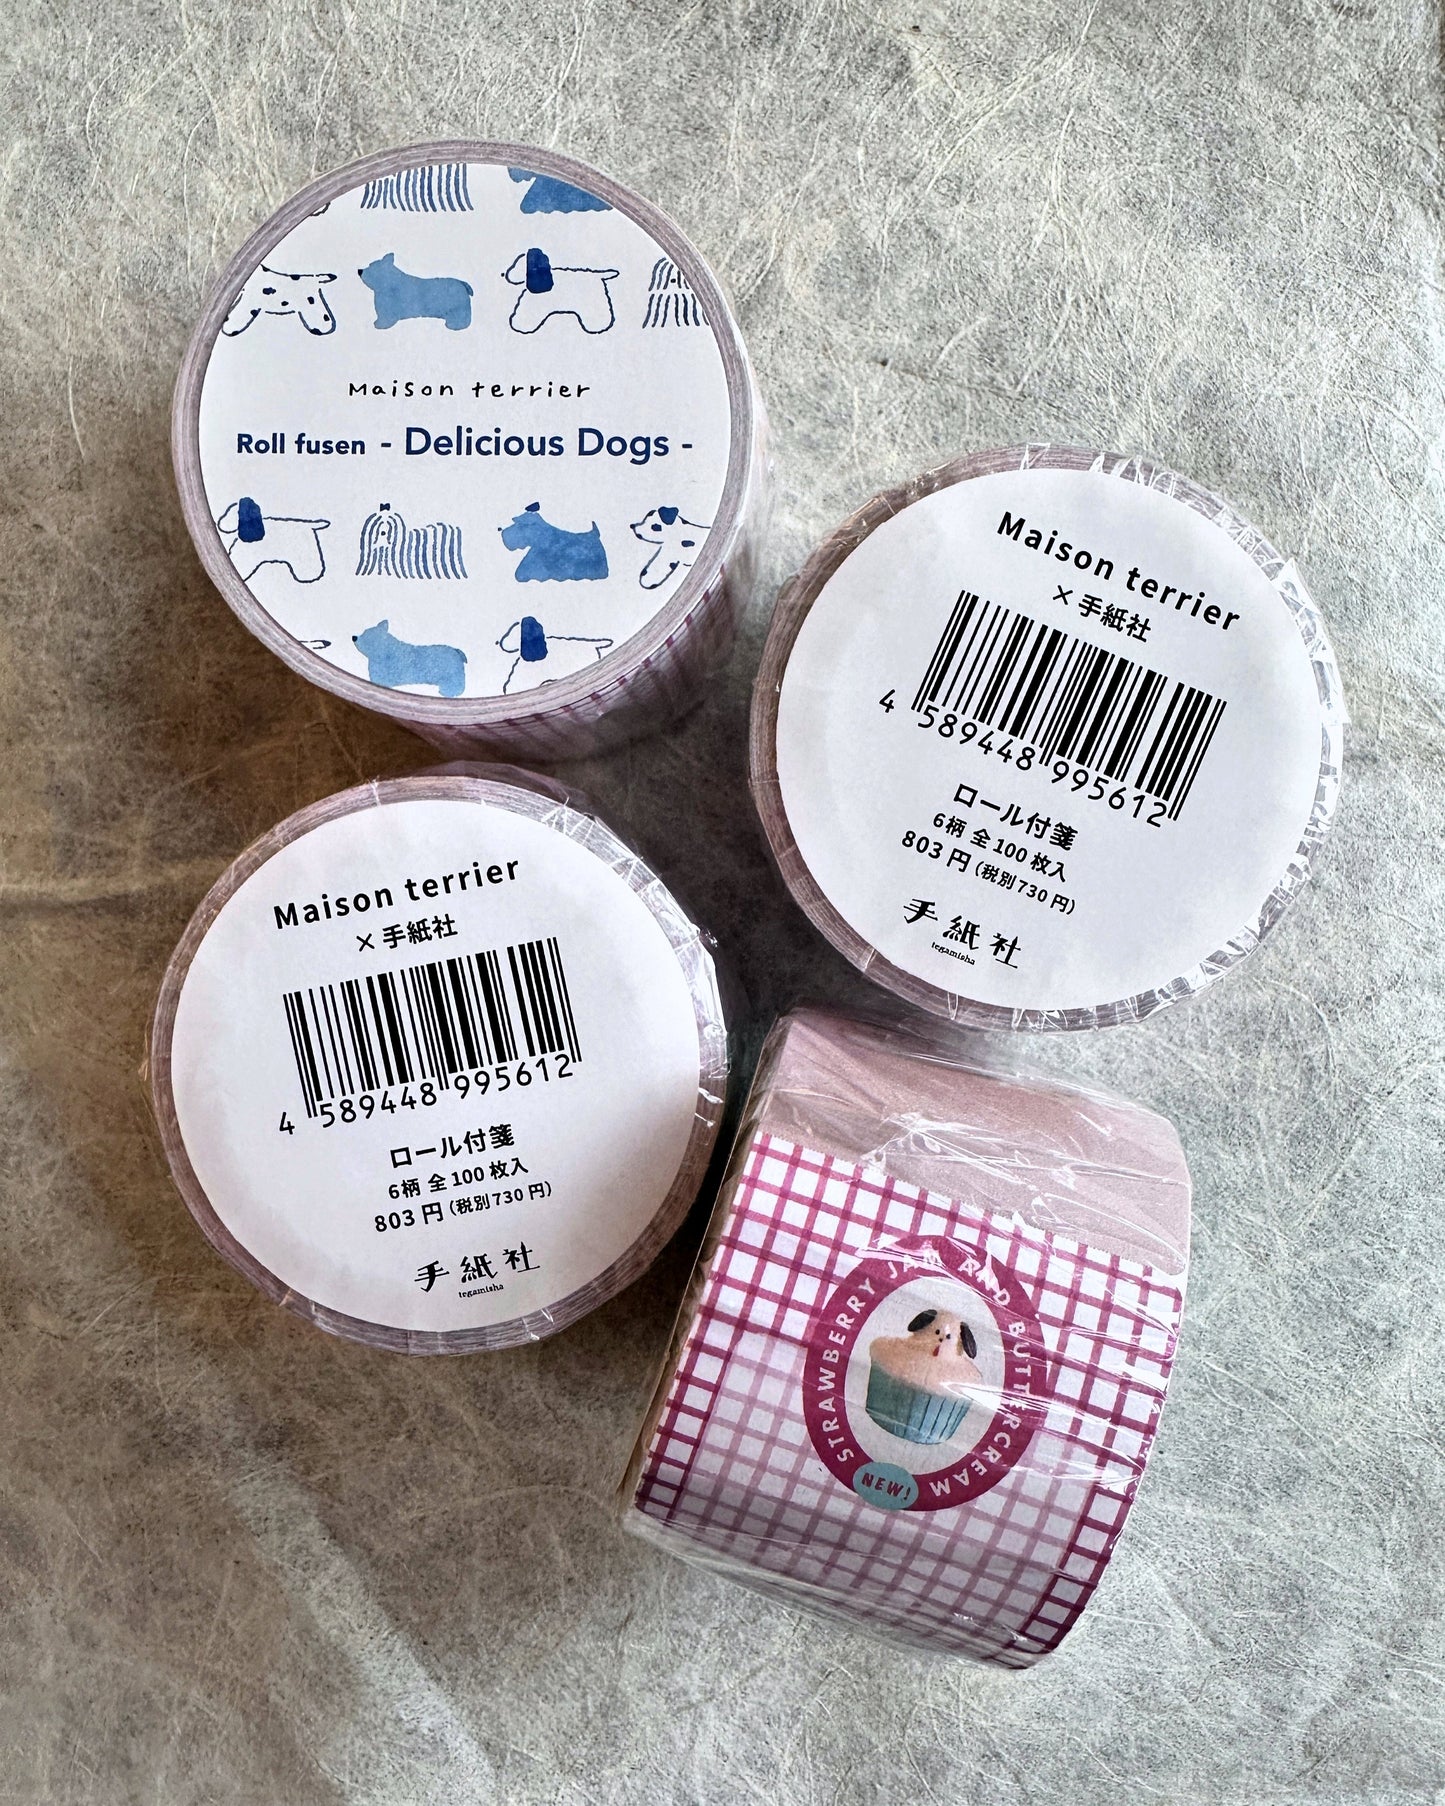 Maison terrier
Roll fusen - Delicious Dogs -
Maison terrier
× 手紙社
4 589448 995612
ロール付箋
6柄 全100枚入
803円(税別730円)
手紙社
tegamisha
Maison terrier
× 手紙社
4 589448 995612
ロール付箋
6柄 全100枚入
803円(税別730円)
手紙社
tegamisha
STRAWBERRY JAM AND BUTTERCREAM
NEW!